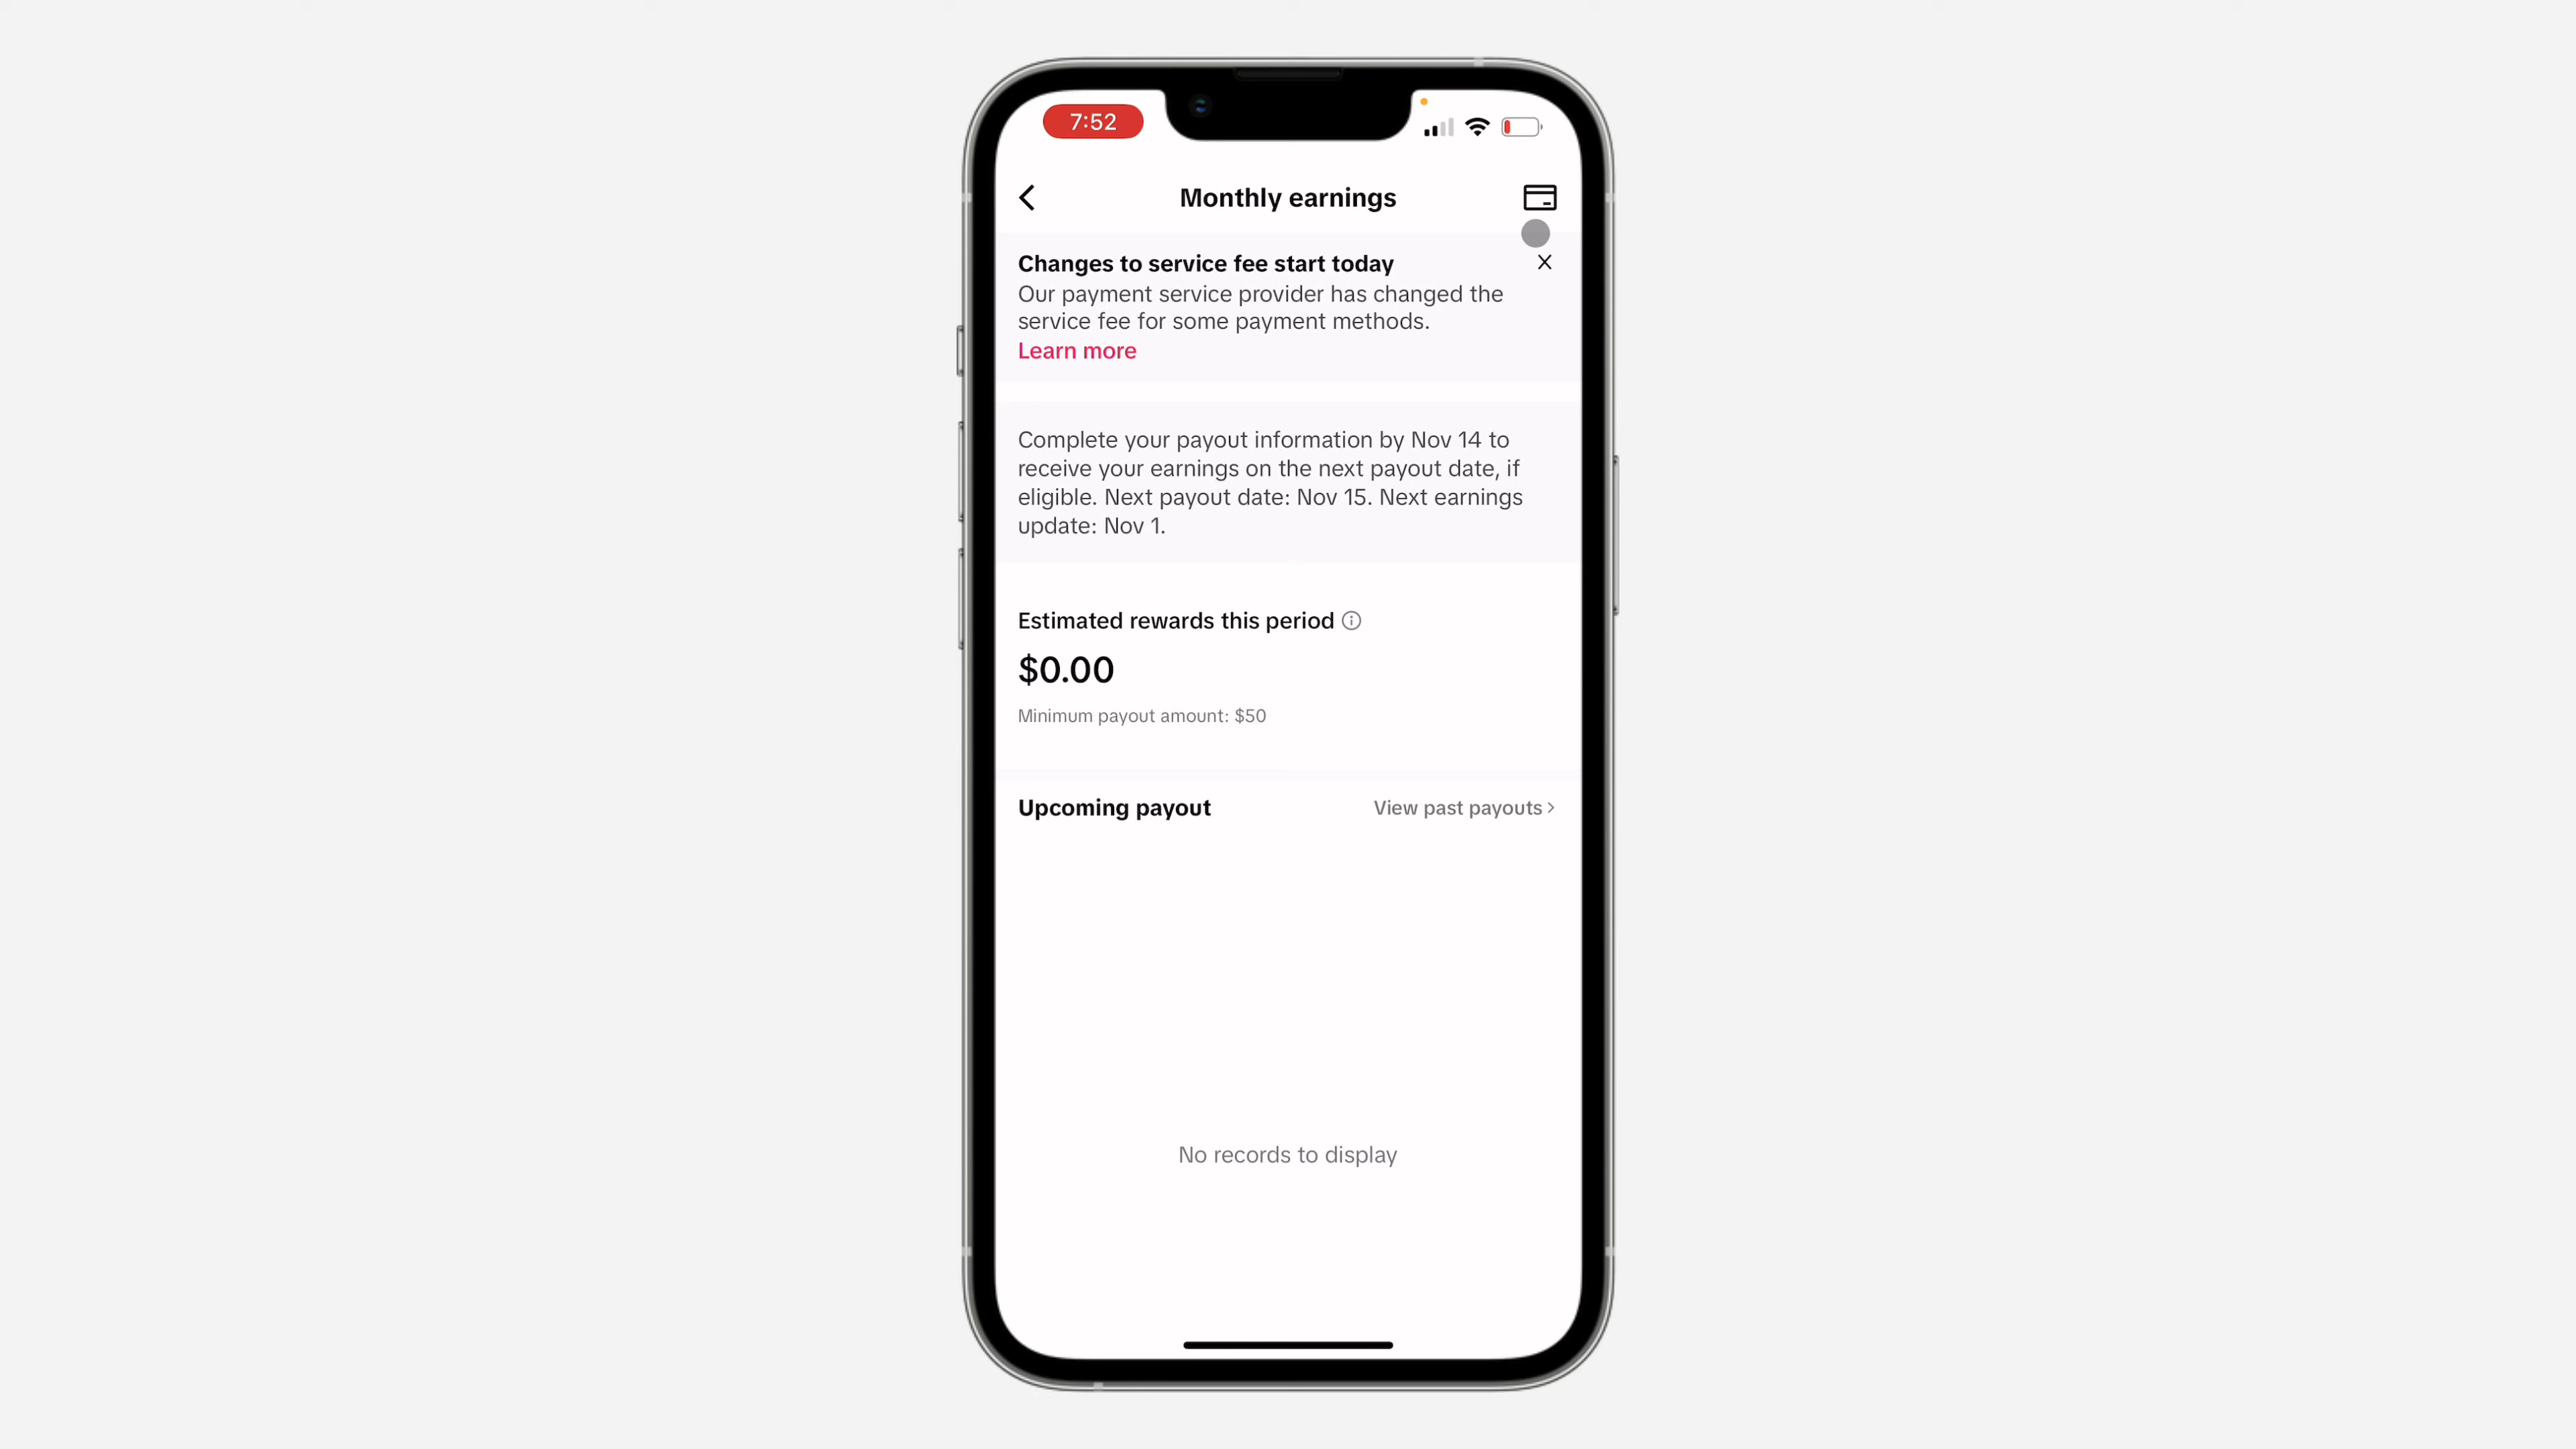 7:52
Monthly earnings
Changes to service fee start today
Our payment service provider has changed the
service fee for some payment methods.
Learn more
Complete your payout information by Nov 14 to
receive your earnings on the next payout date, if
eligible. Next payout date: Nov 15. Next earnings
update: Nov 1.
Estimated rewards this period
$0.00
Minimum payout amount: $50
Upcoming payout
View past payouts >
No records to display